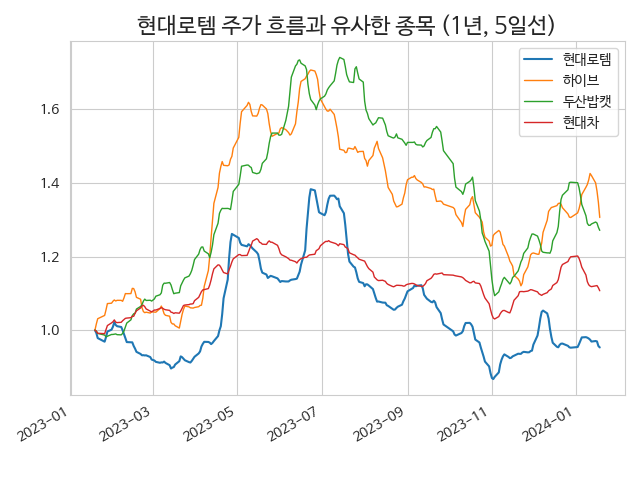 현대로템 주가 흐름과 유사한 종목 (1년, 5일선)
현대로템
하이브
두산밥캣
현대차
1.6
1.4
1.2
1.0
2023-01
2023-03
2023-05
2023-07
2023-09
2023-11
2024-01